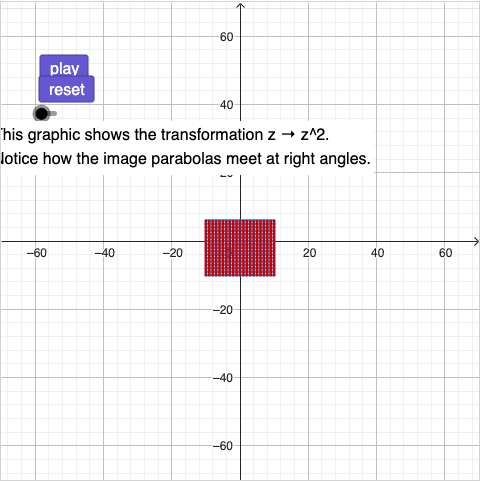 60
play
reset
40
his graphic shows the transformation z → z^2.
otice how the image parabolas meet at right angles.
−60 −40 −20 20 40 60
−20
−40
−60